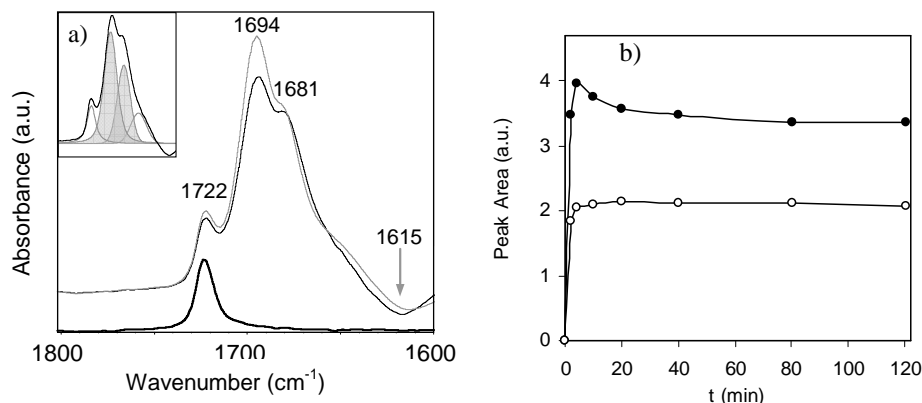 a)
1694
1681
1722
1615
Absorbance (a.u.)
1800
1700
1600
Wavenumber (cm-1)
b)
Peak Area (a.u.)
4
3
2
1
0
0 20 40 60 80 100 120
t (min)